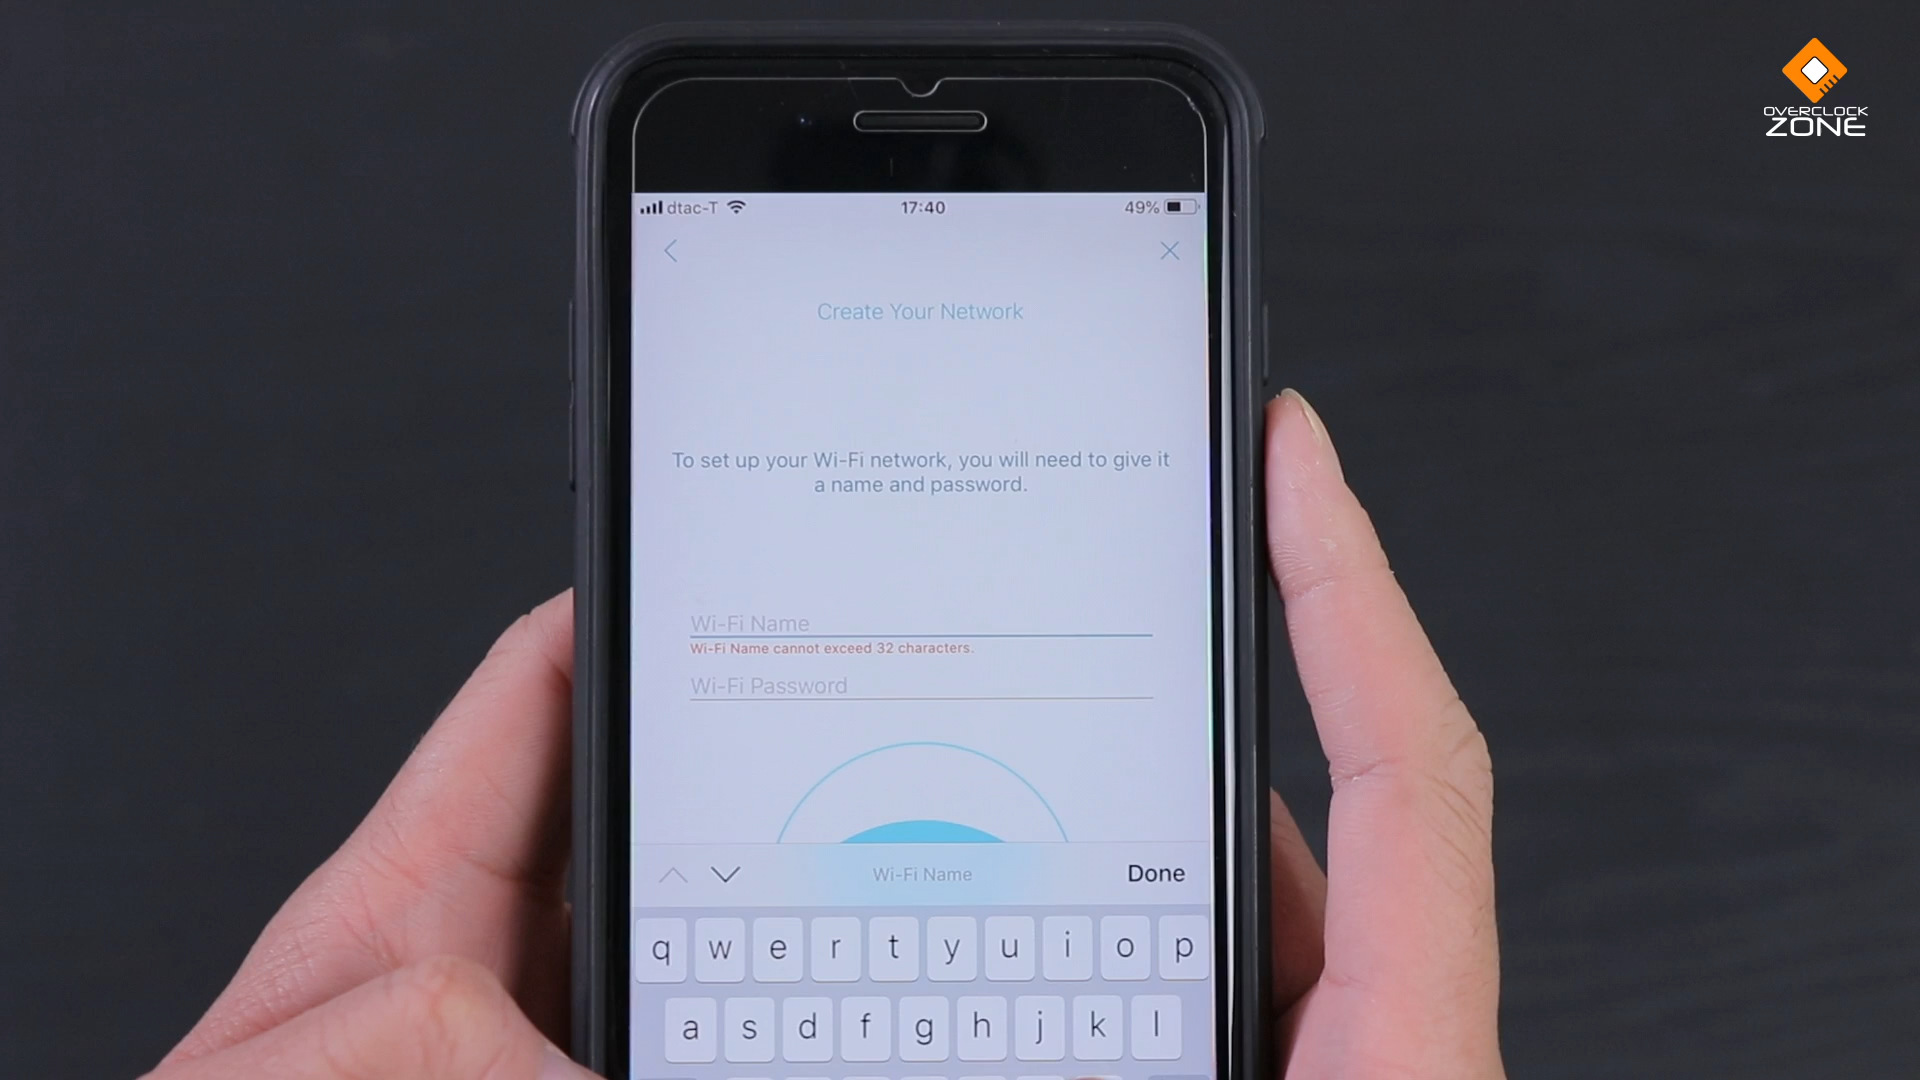 OVERCLOCK
ZONE
dtac-T 17:40 49%
Create Your Network
To set up your Wi-Fi network, you will need to give it
a name and password.
Wi-Fi Name
Wi-Fi Name cannot exceed 32 characters.
Wi-Fi Password
Wi-Fi Name Done
q w e r t y u i o p
a s d f g h j k l